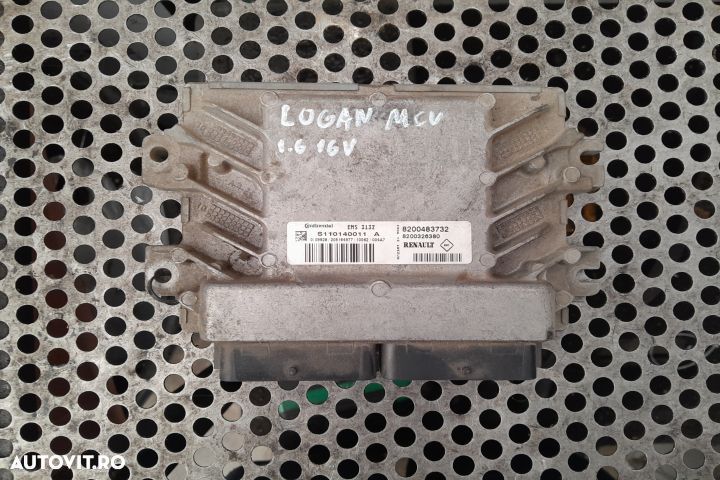 LOGAN MCV
1.6 16V
Continental EMS 3132
S110140011 A
8200483732
8200326380
RENAULT
AUTOVIT.RO